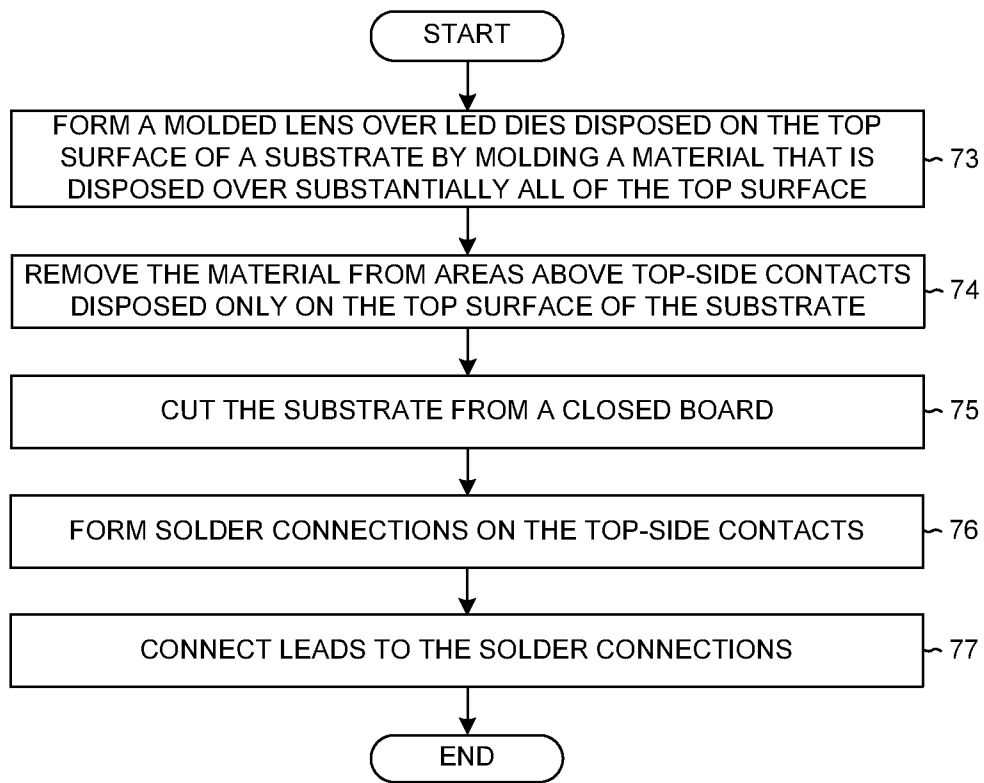 START
FORM A MOLDED LENS OVER LED DIES DISPOSED ON THE TOP
SURFACE OF A SUBSTRATE BY MOLDING A MATERIAL THAT IS
DISPOSED OVER SUBSTANTIALLY ALL OF THE TOP SURFACE
73
REMOVE THE MATERIAL FROM AREAS ABOVE TOP-SIDE CONTACTS
DISPOSED ONLY ON THE TOP SURFACE OF THE SUBSTRATE
74
CUT THE SUBSTRATE FROM A CLOSED BOARD
75
FORM SOLDER CONNECTIONS ON THE TOP-SIDE CONTACTS
76
CONNECT LEADS TO THE SOLDER CONNECTIONS
77
END